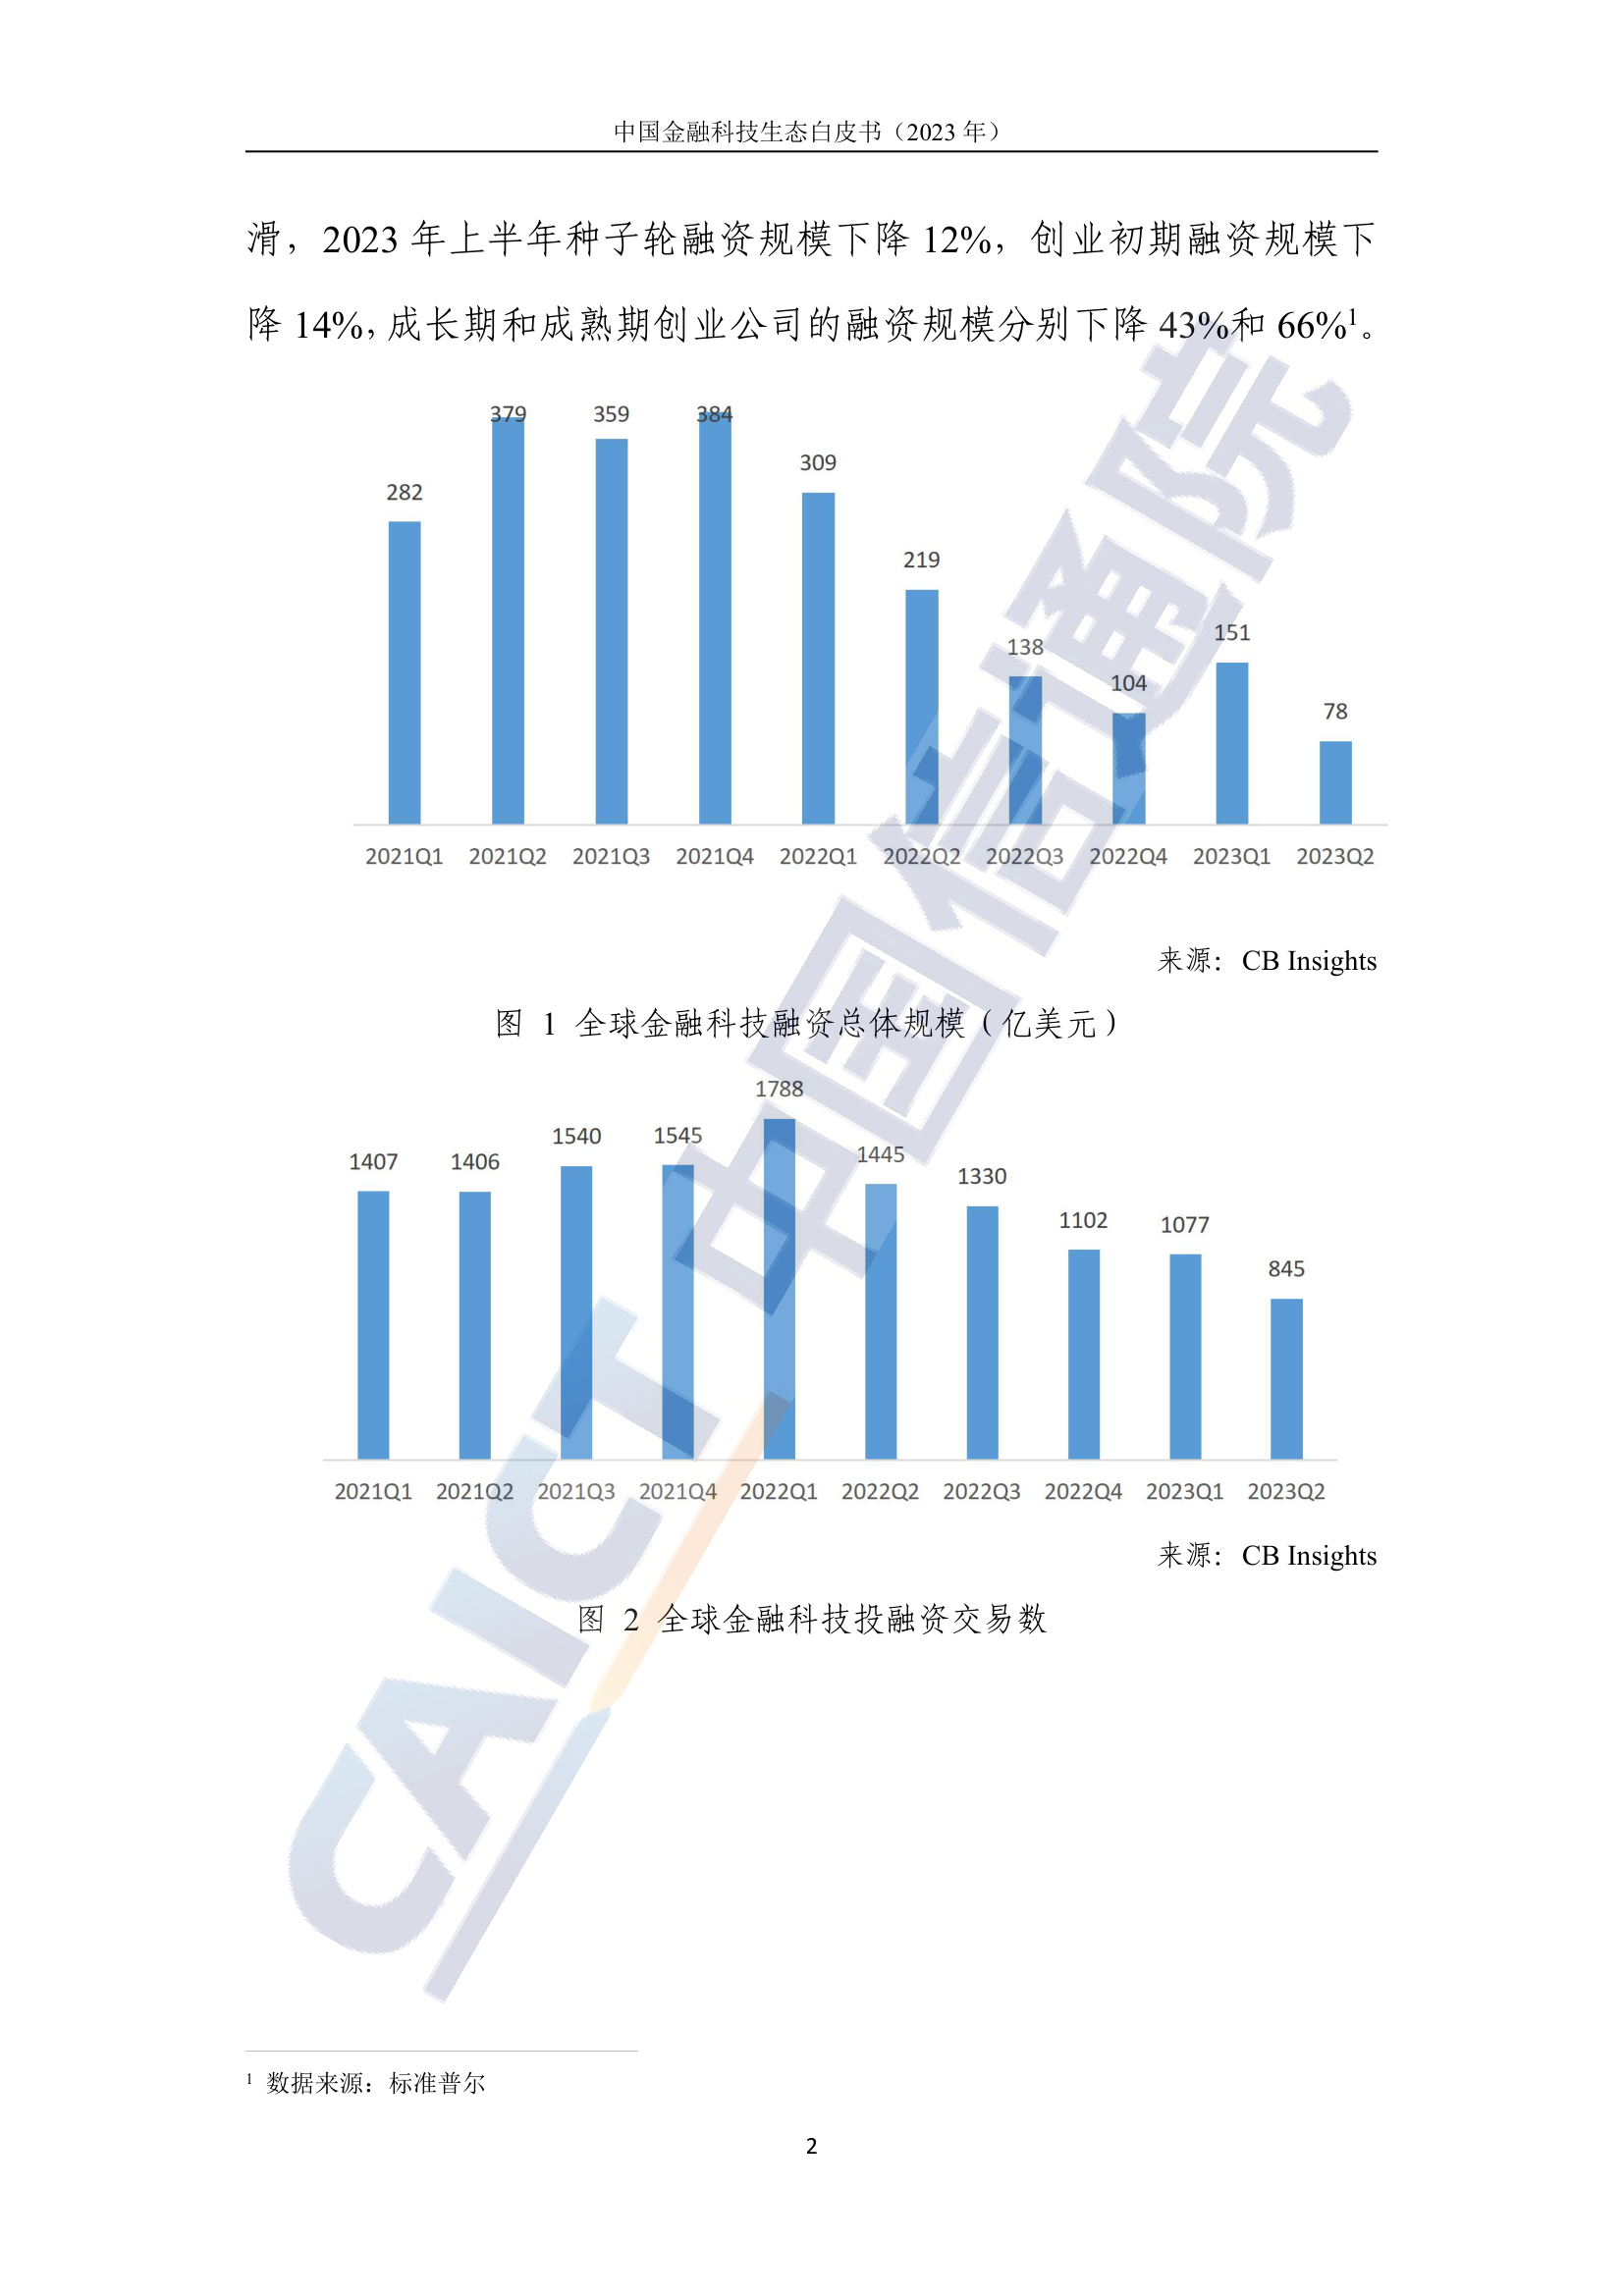 中国金融科技生态白皮书（2023 年）
滑，2023 年上半年种子轮融资规模下降 12%，创业初期融资规模下
降 14%，成长期和成熟期创业公司的融资规模分别下降 43%和 66%1。
282 379 359 384 309 219 138 104 151 78
2021Q1 2021Q2 2021Q3 2021Q4 2022Q1 2022Q2 2022Q3 2022Q4 2023Q1 2023Q2
来源：CB Insights
图 1 全球金融科技融资总体规模（亿美元）
1407 1406 1540 1545 1788 1445 1330 1102 1077 845
2021Q1 2021Q2 2021Q3 2021Q4 2022Q1 2022Q2 2022Q3 2022Q4 2023Q1 2023Q2
来源：CB Insights
图 2 全球金融科技投融资交易数
CAICT 中国信通院
1 数据来源：标准普尔
2